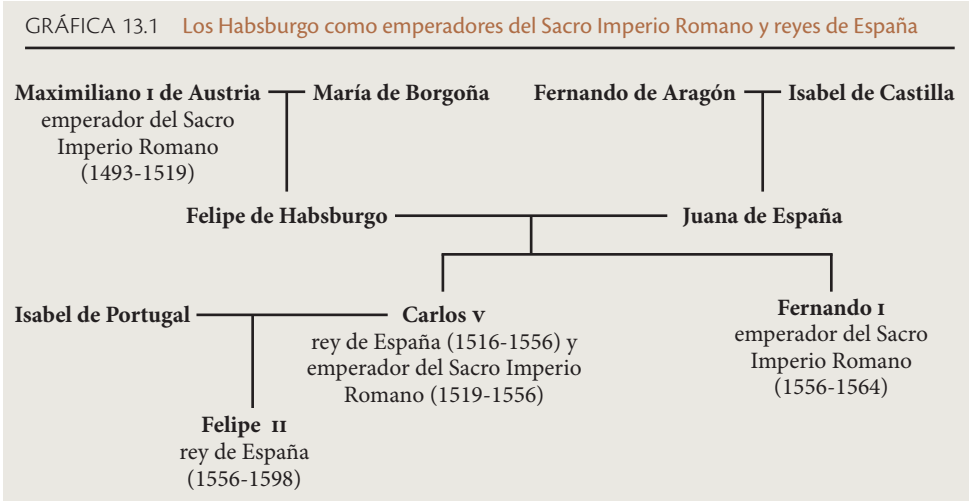 GRÁFICA 13.1 Los Habsburgo como emperadores del Sacro Imperio Romano y reyes de España
Maximiliano I de Austria
emperador del Sacro
Imperio Romano
(1493-1519)
María de Borgoña
Fernando de Aragón
Isabel de Castilla
Felipe de Habsburgo
Juana de España
Isabel de Portugal
Carlos V
rey de España (1516-1556) y
emperador del Sacro Imperio
Romano (1519-1556)
Fernando I
emperador del Sacro
Imperio Romano
(1556-1564)
Felipe II
rey de España
(1556-1598)